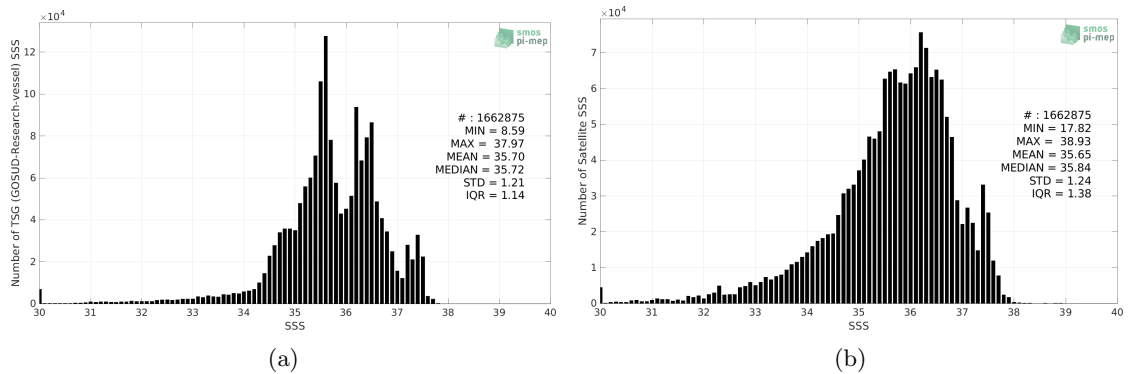 ×10⁴
smos
pi-mep
Number of TSG (GOSUD-Research-vessel) SSS
12
10
8
6
4
2
0
# : 1662875
MIN = 8.59
MAX = 37.97
MEAN = 35.70
MEDIAN = 35.72
STD = 1.21
IQR = 1.14
30 31 32 33 34 35 36 37 38 39 40
SSS
(a)
×10⁴
smos
pi-mep
Number of Satellite SSS
7
6
5
4
3
2
1
0
# : 1662875
MIN = 17.82
MAX = 38.93
MEAN = 35.65
MEDIAN = 35.84
STD = 1.24
IQR = 1.38
30 31 32 33 34 35 36 37 38 39 40
SSS
(b)